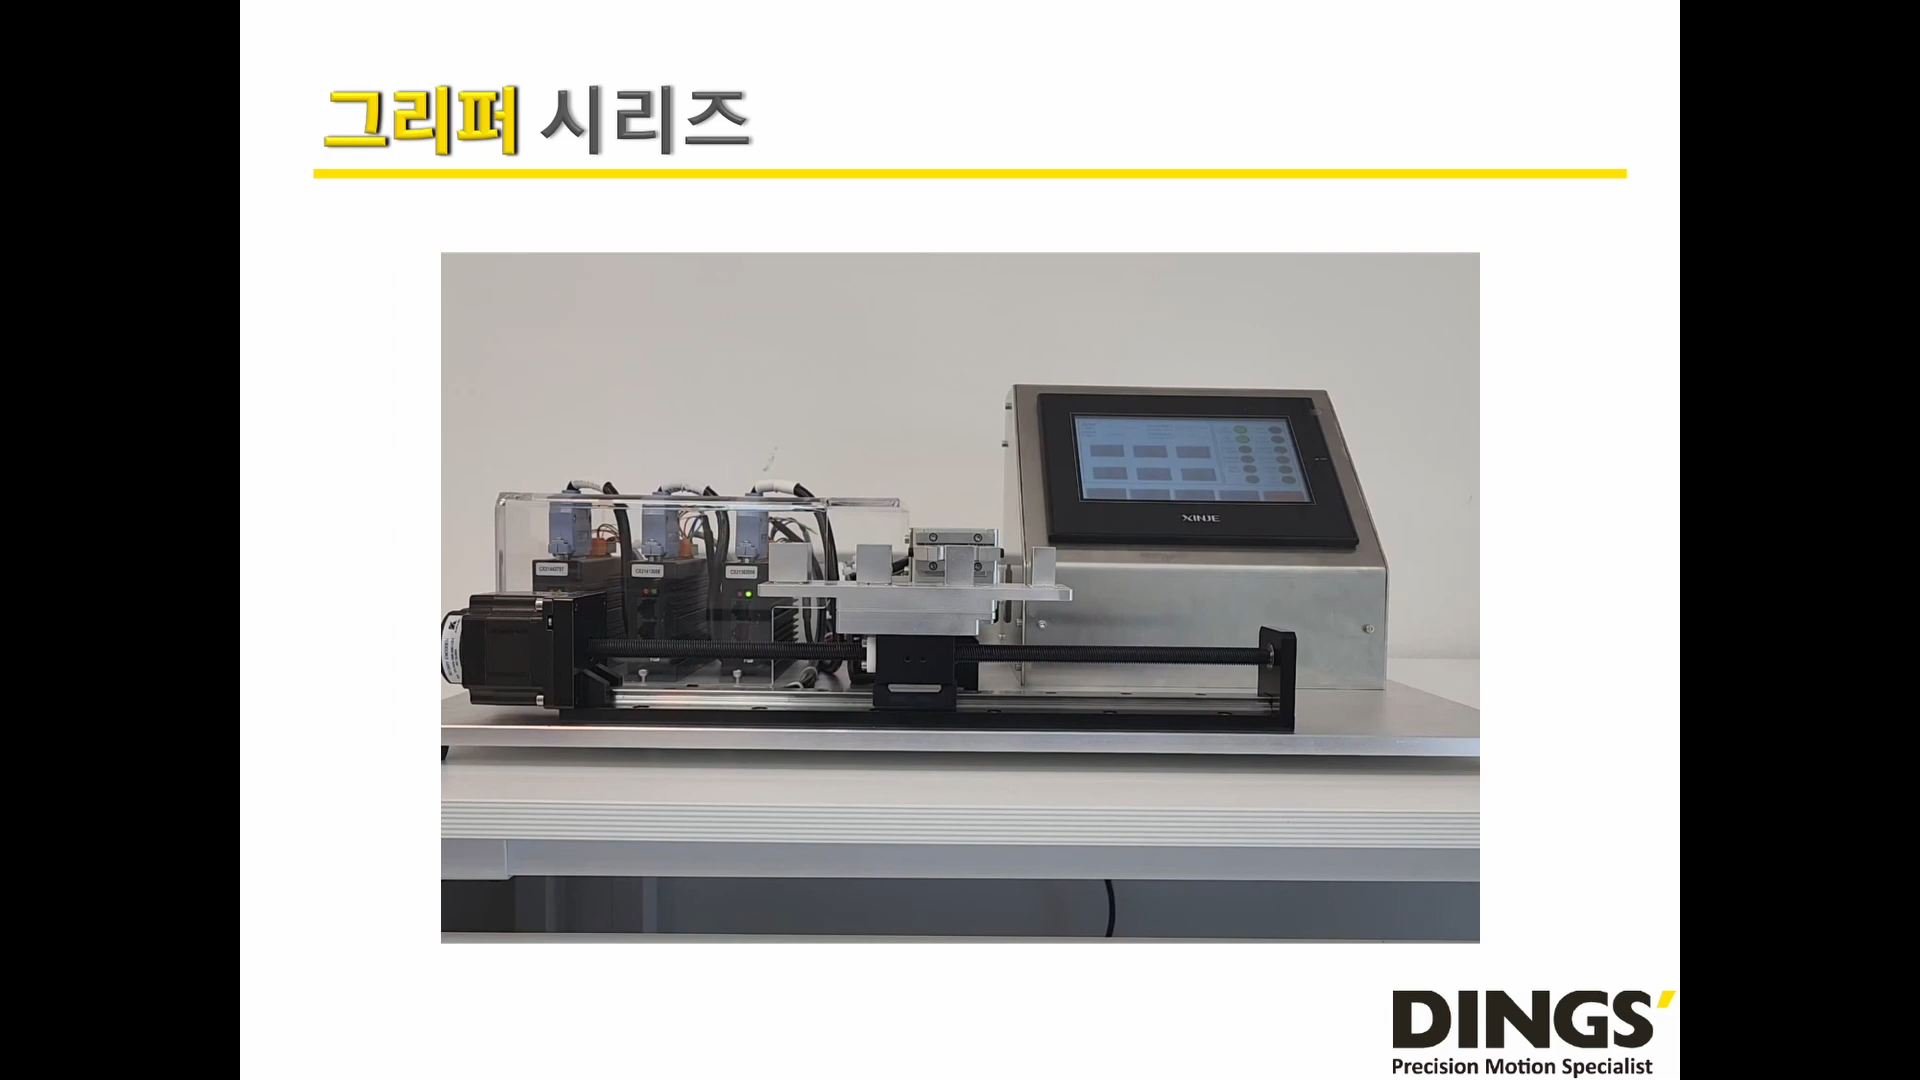 그리퍼 시리즈
XINJE
DINGS'
Precision Motion Specialist